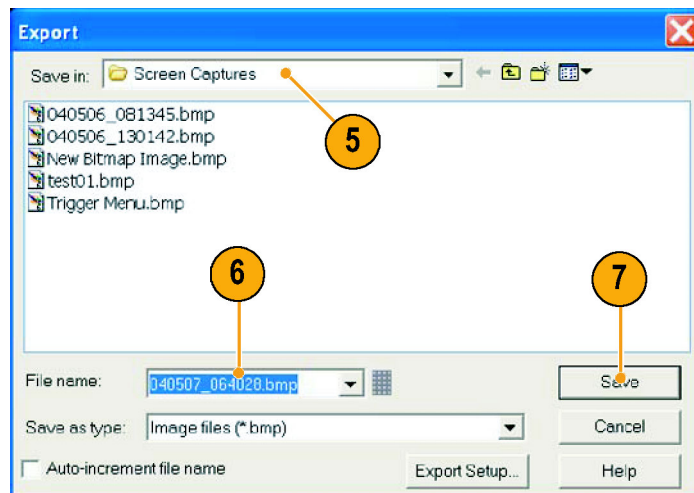 Export
Save in: Screen Captures
040506_081345.bmp
040506_130142.bmp
New Bitmap Image.bmp
test01.bmp
Trigger Menu.bmp
5
6
7
File name: 040507_064028.bmp
Save
Save as type: Image files (*.bmp)
Cancel
Auto-increment file name
Export Setup...
Help